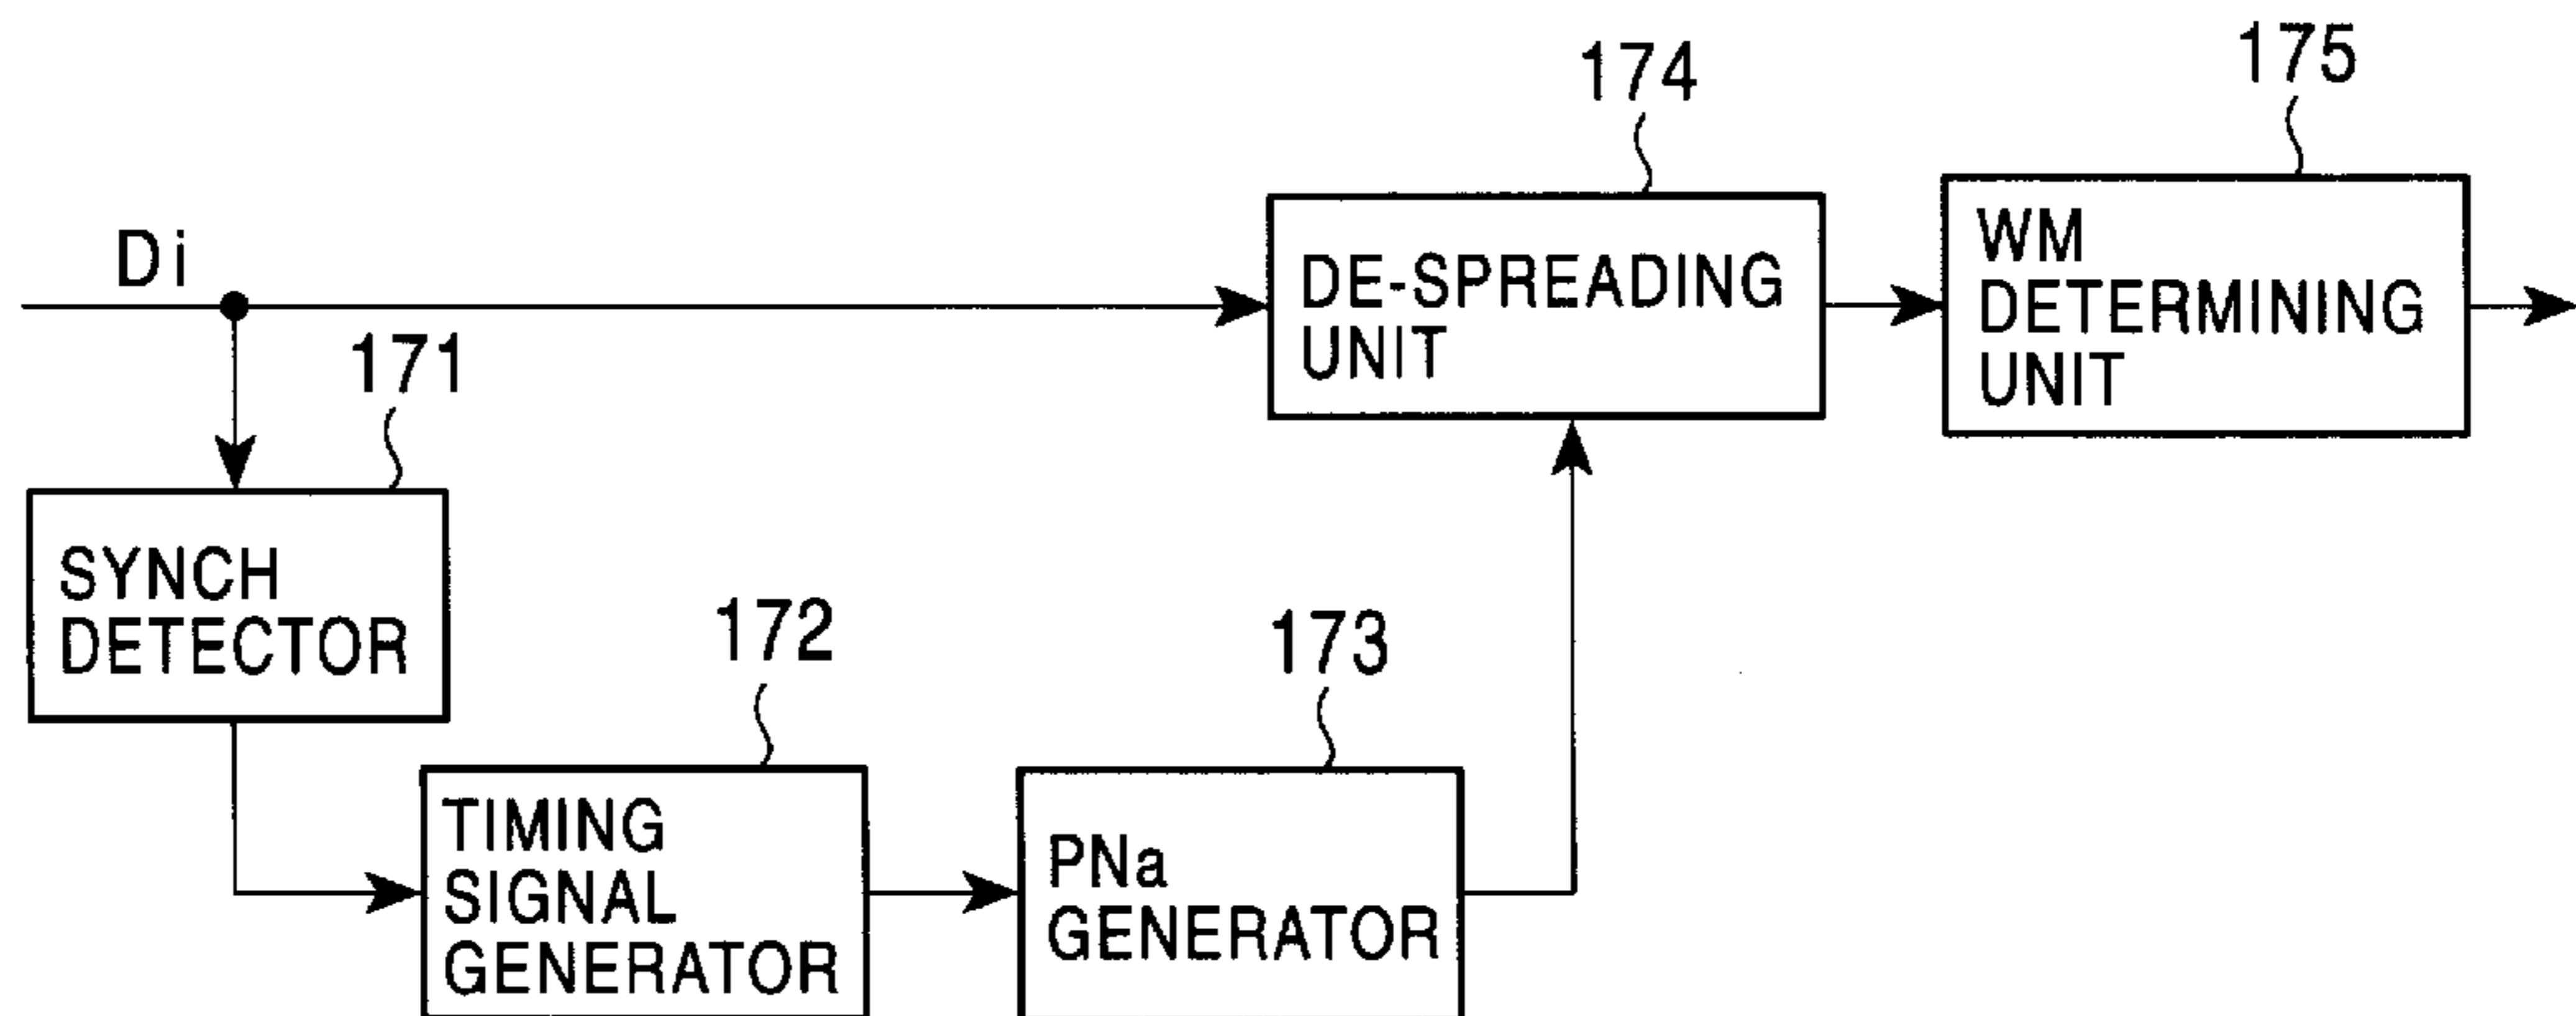 174
175
Di
DE-SPREADING
UNIT
WM
DETERMINING
UNIT
171
SYNCH
DETECTOR
172
173
TIMING
SIGNAL
GENERATOR
PNa
GENERATOR